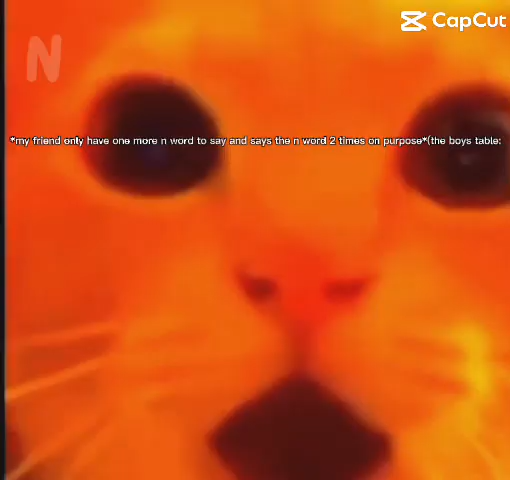 CapCut
N
*my friend only have one more n word to say and says the n word 2 times on purpose*(the boys table: